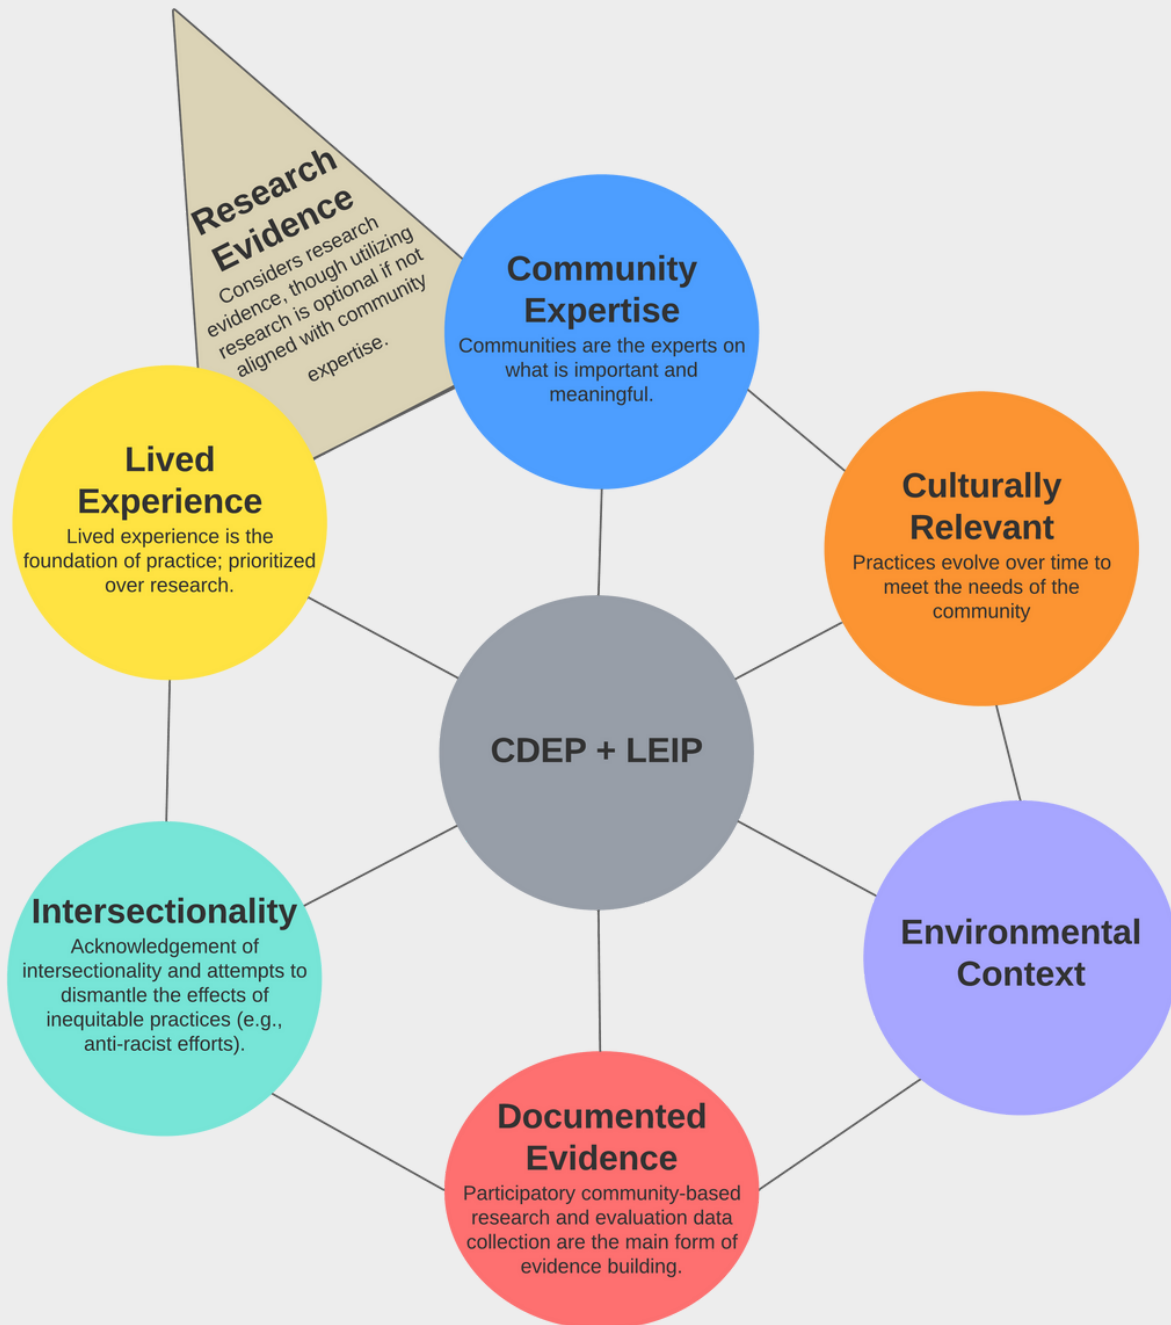 Research
Evidence
Considers research
evidence, though utilizing
research is optional if not
aligned with community
expertise.
Community
Expertise
Communities are the experts on
what is important and
meaningful.
Lived
Experience
Lived experience is the
foundation of practice; prioritized
over research.
Culturally
Relevant
Practices evolve over time to
meet the needs of the
community
CDEP + LEIP
Intersectionality
Acknowledgement of
intersectionality and attempts to
dismantle the effects of
inequitable practices (e.g.,
anti-racist efforts).
Environmental
Context
Documented
Evidence
Participatory community-based
research and evaluation data
collection are the main form of
evidence building.